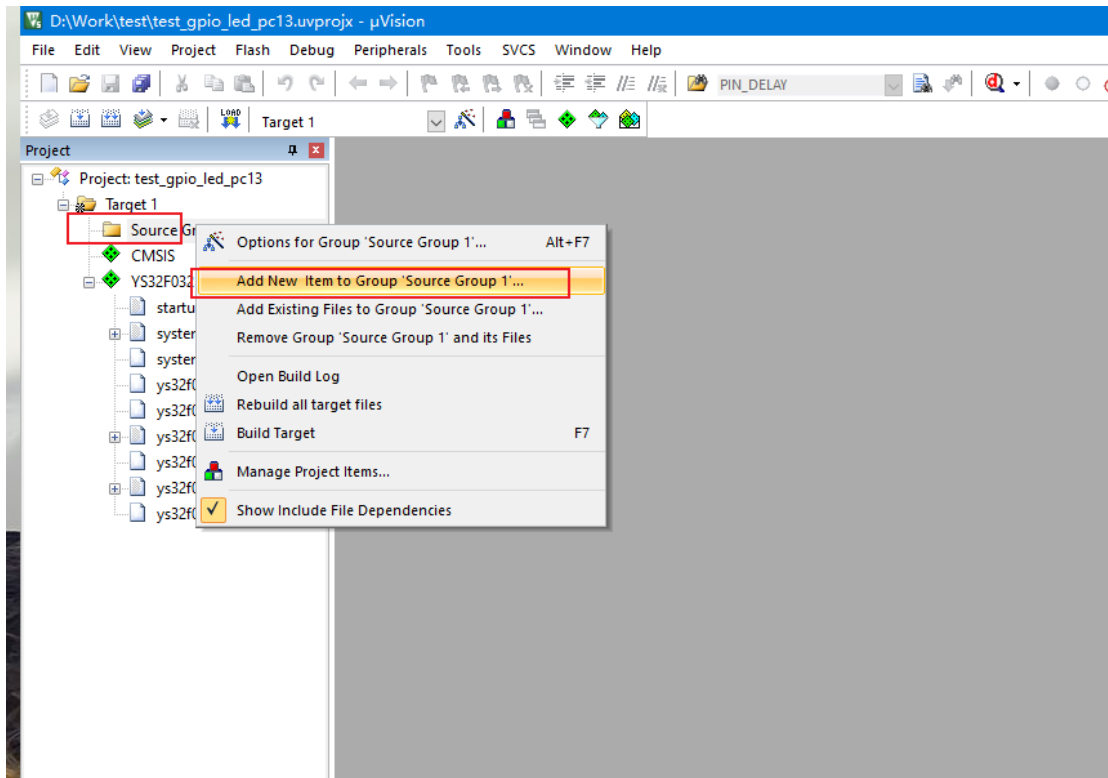 D:\Work\test\test_gpio_led_pc13.uvprojx - µVision
File Edit View Project Flash Debug Peripherals Tools SVCS Window Help
PIN_DELAY
LOAD Target 1
Project
Project: test_gpio_led_pc13
Target 1
Source
CMSIS
YS32F032
startu
system
system
ys32f0
ys32f0
ys32f0
ys32f0
ys32f0
ys32f0
Options for Group 'Source Group 1'... Alt+F7
Add New Item to Group 'Source Group 1'...
Add Existing Files to Group 'Source Group 1'...
Remove Group 'Source Group 1' and its Files
Open Build Log
Rebuild all target files
Build Target F7
Manage Project Items...
Show Include File Dependencies